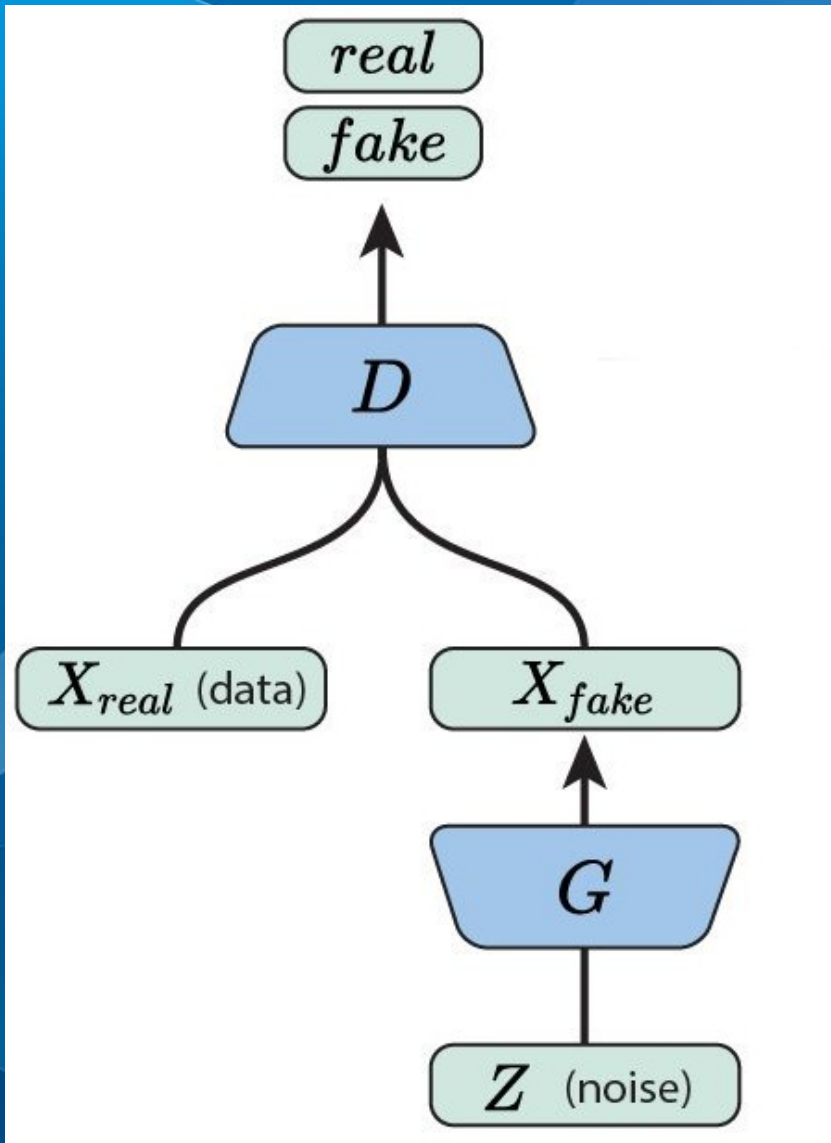 real
fake
D
X_real (data)
X_fake
G
Z (noise)